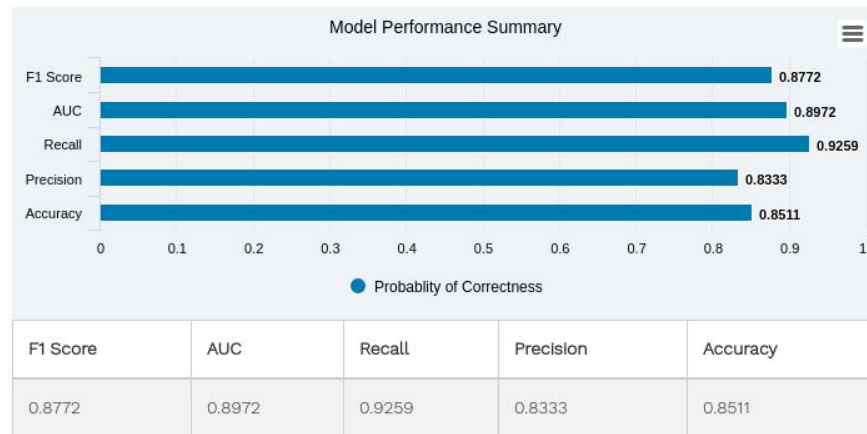 Model Performance Summary
F1 Score 0.8772
AUC 0.8972
Recall 0.9259
Precision 0.8333
Accuracy 0.8511
0 0.1 0.2 0.3 0.4 0.5 0.6 0.7 0.8 0.9 1
Probablity of Correctness
F1 Score AUC Recall Precision Accuracy
0.8772 0.8972 0.9259 0.8333 0.8511